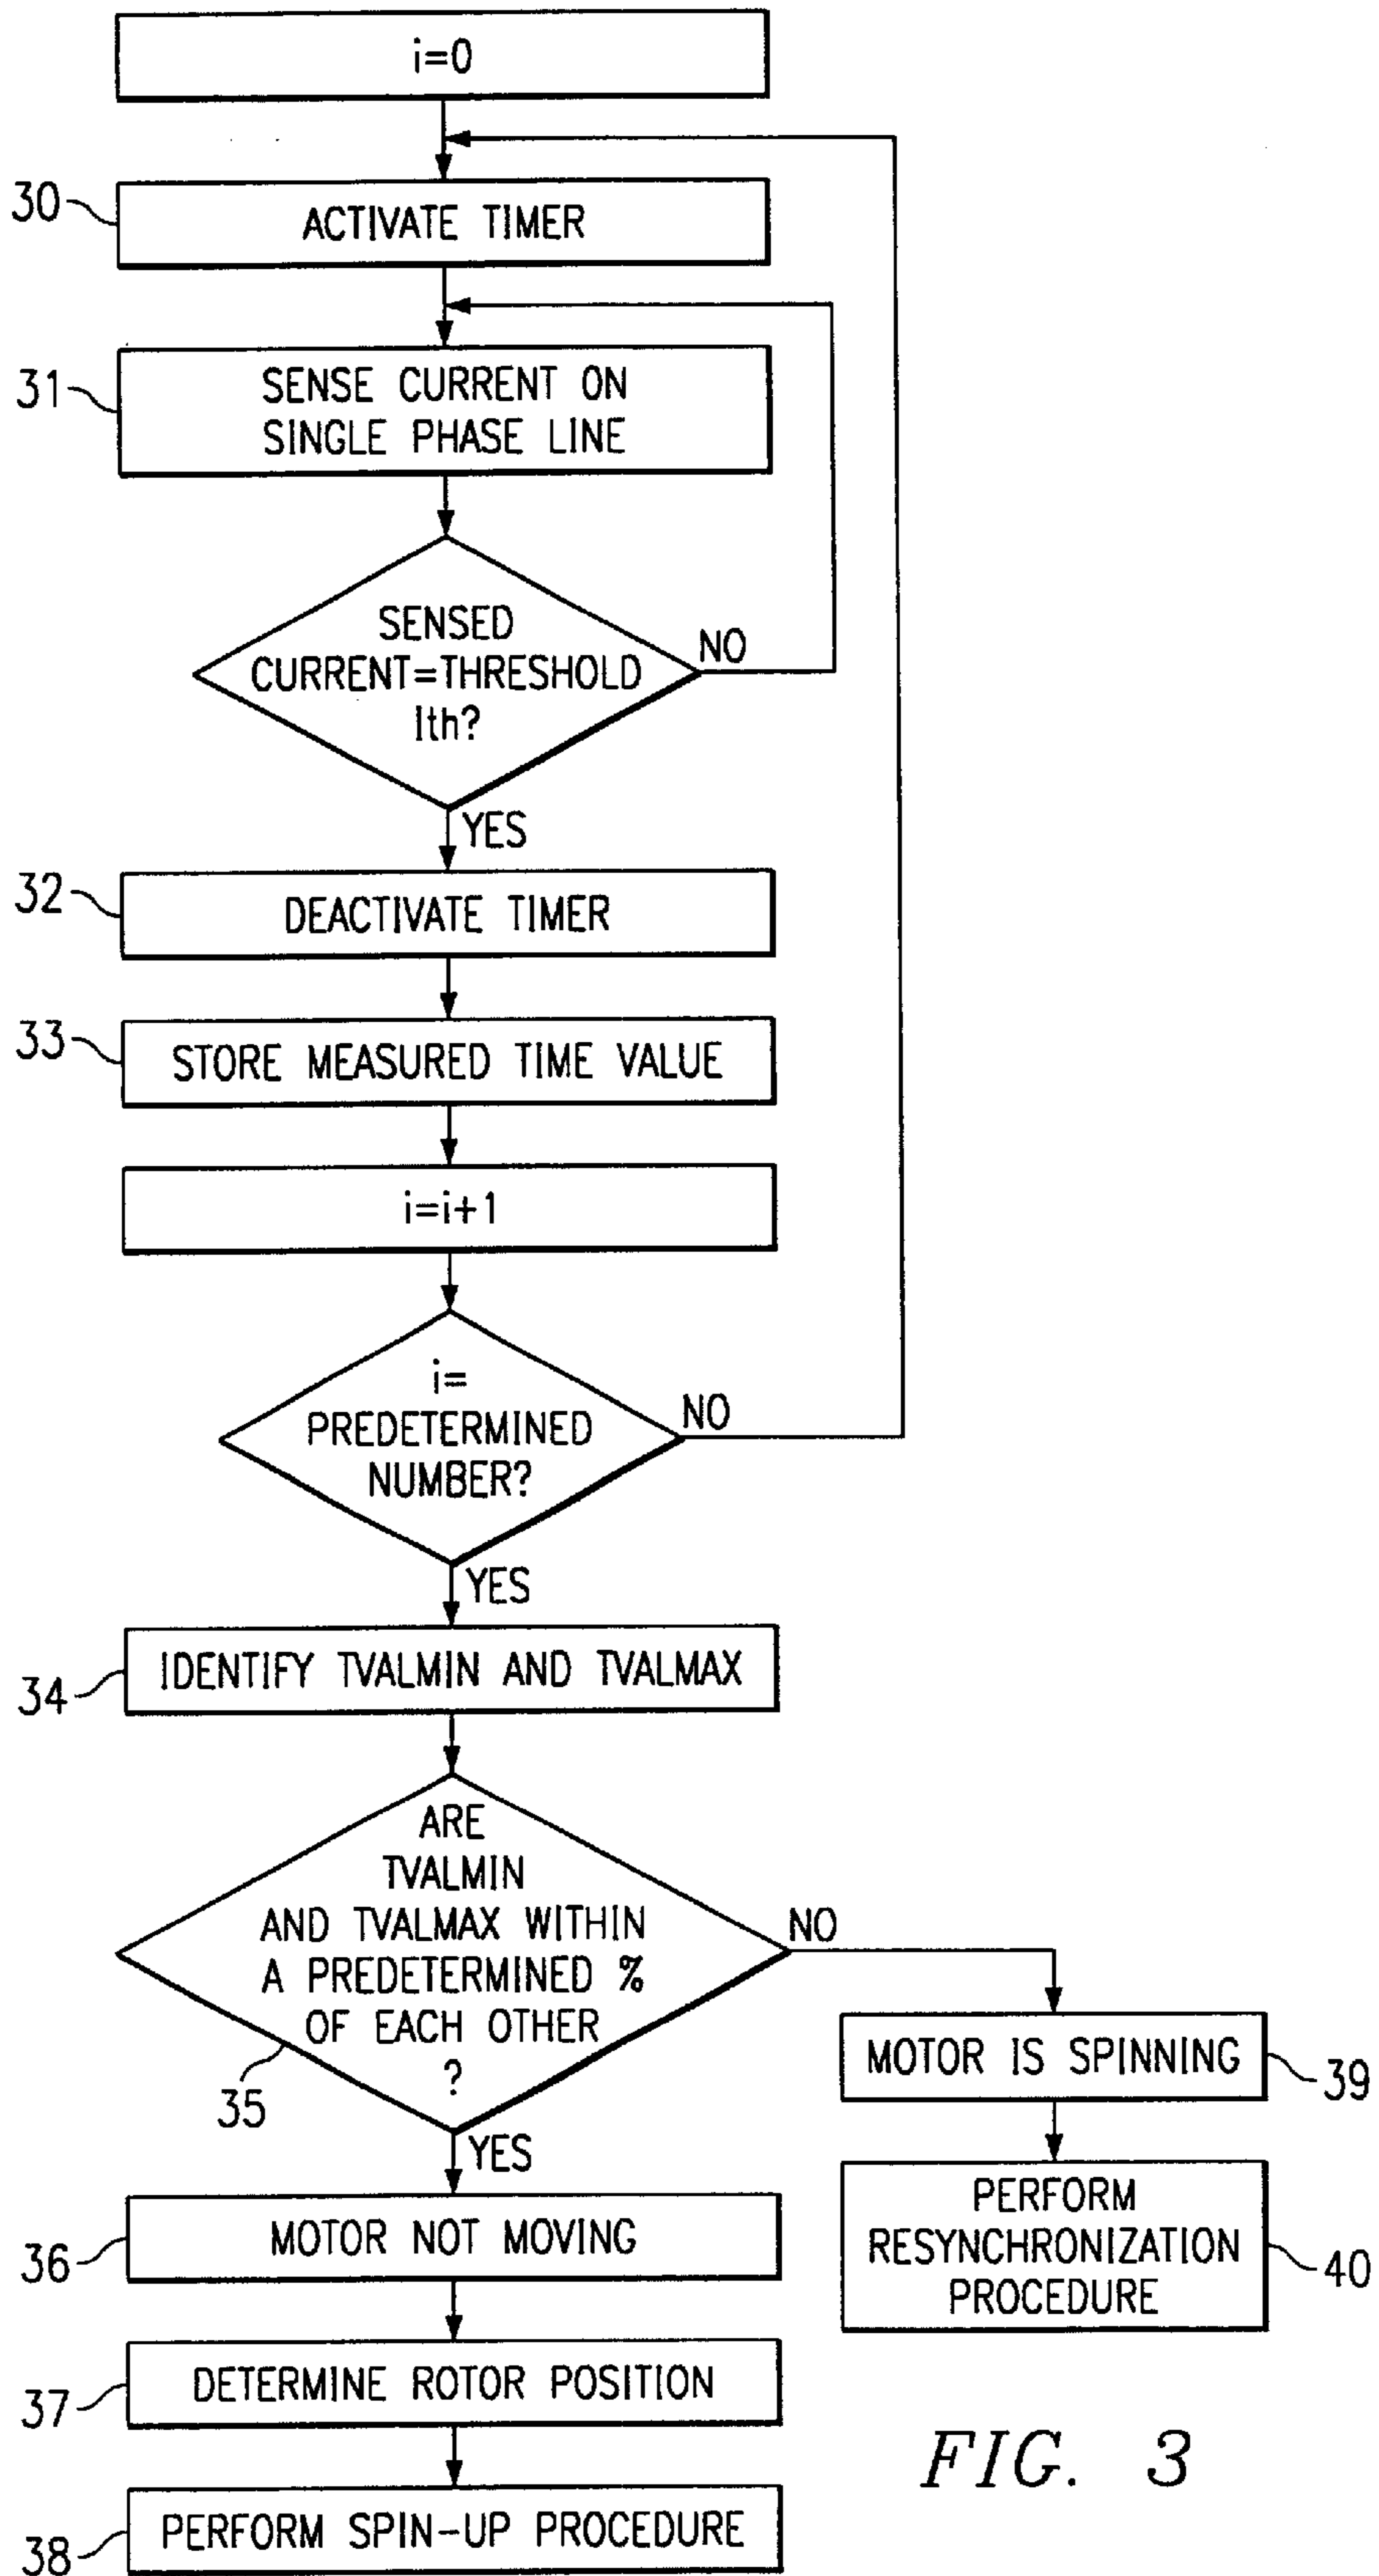 i=0
30
ACTIVATE TIMER
31
SENSE CURRENT ON
SINGLE PHASE LINE
SENSED
CURRENT=THRESHOLD
Ith?
NO
YES
32
DEACTIVATE TIMER
33
STORE MEASURED TIME VALUE
i=i+1
i=
PREDETERMINED
NUMBER?
NO
YES
34
IDENTIFY TVALMIN AND TVALMAX
ARE
TVALMIN
AND TVALMAX WITHIN
A PREDETERMINED %
OF EACH OTHER
?
35
NO
YES
MOTOR IS SPINNING
39
PERFORM
RESYNCHRONIZATION
PROCEDURE
40
36
MOTOR NOT MOVING
37
DETERMINE ROTOR POSITION
38
PERFORM SPIN-UP PROCEDURE
FIG. 3